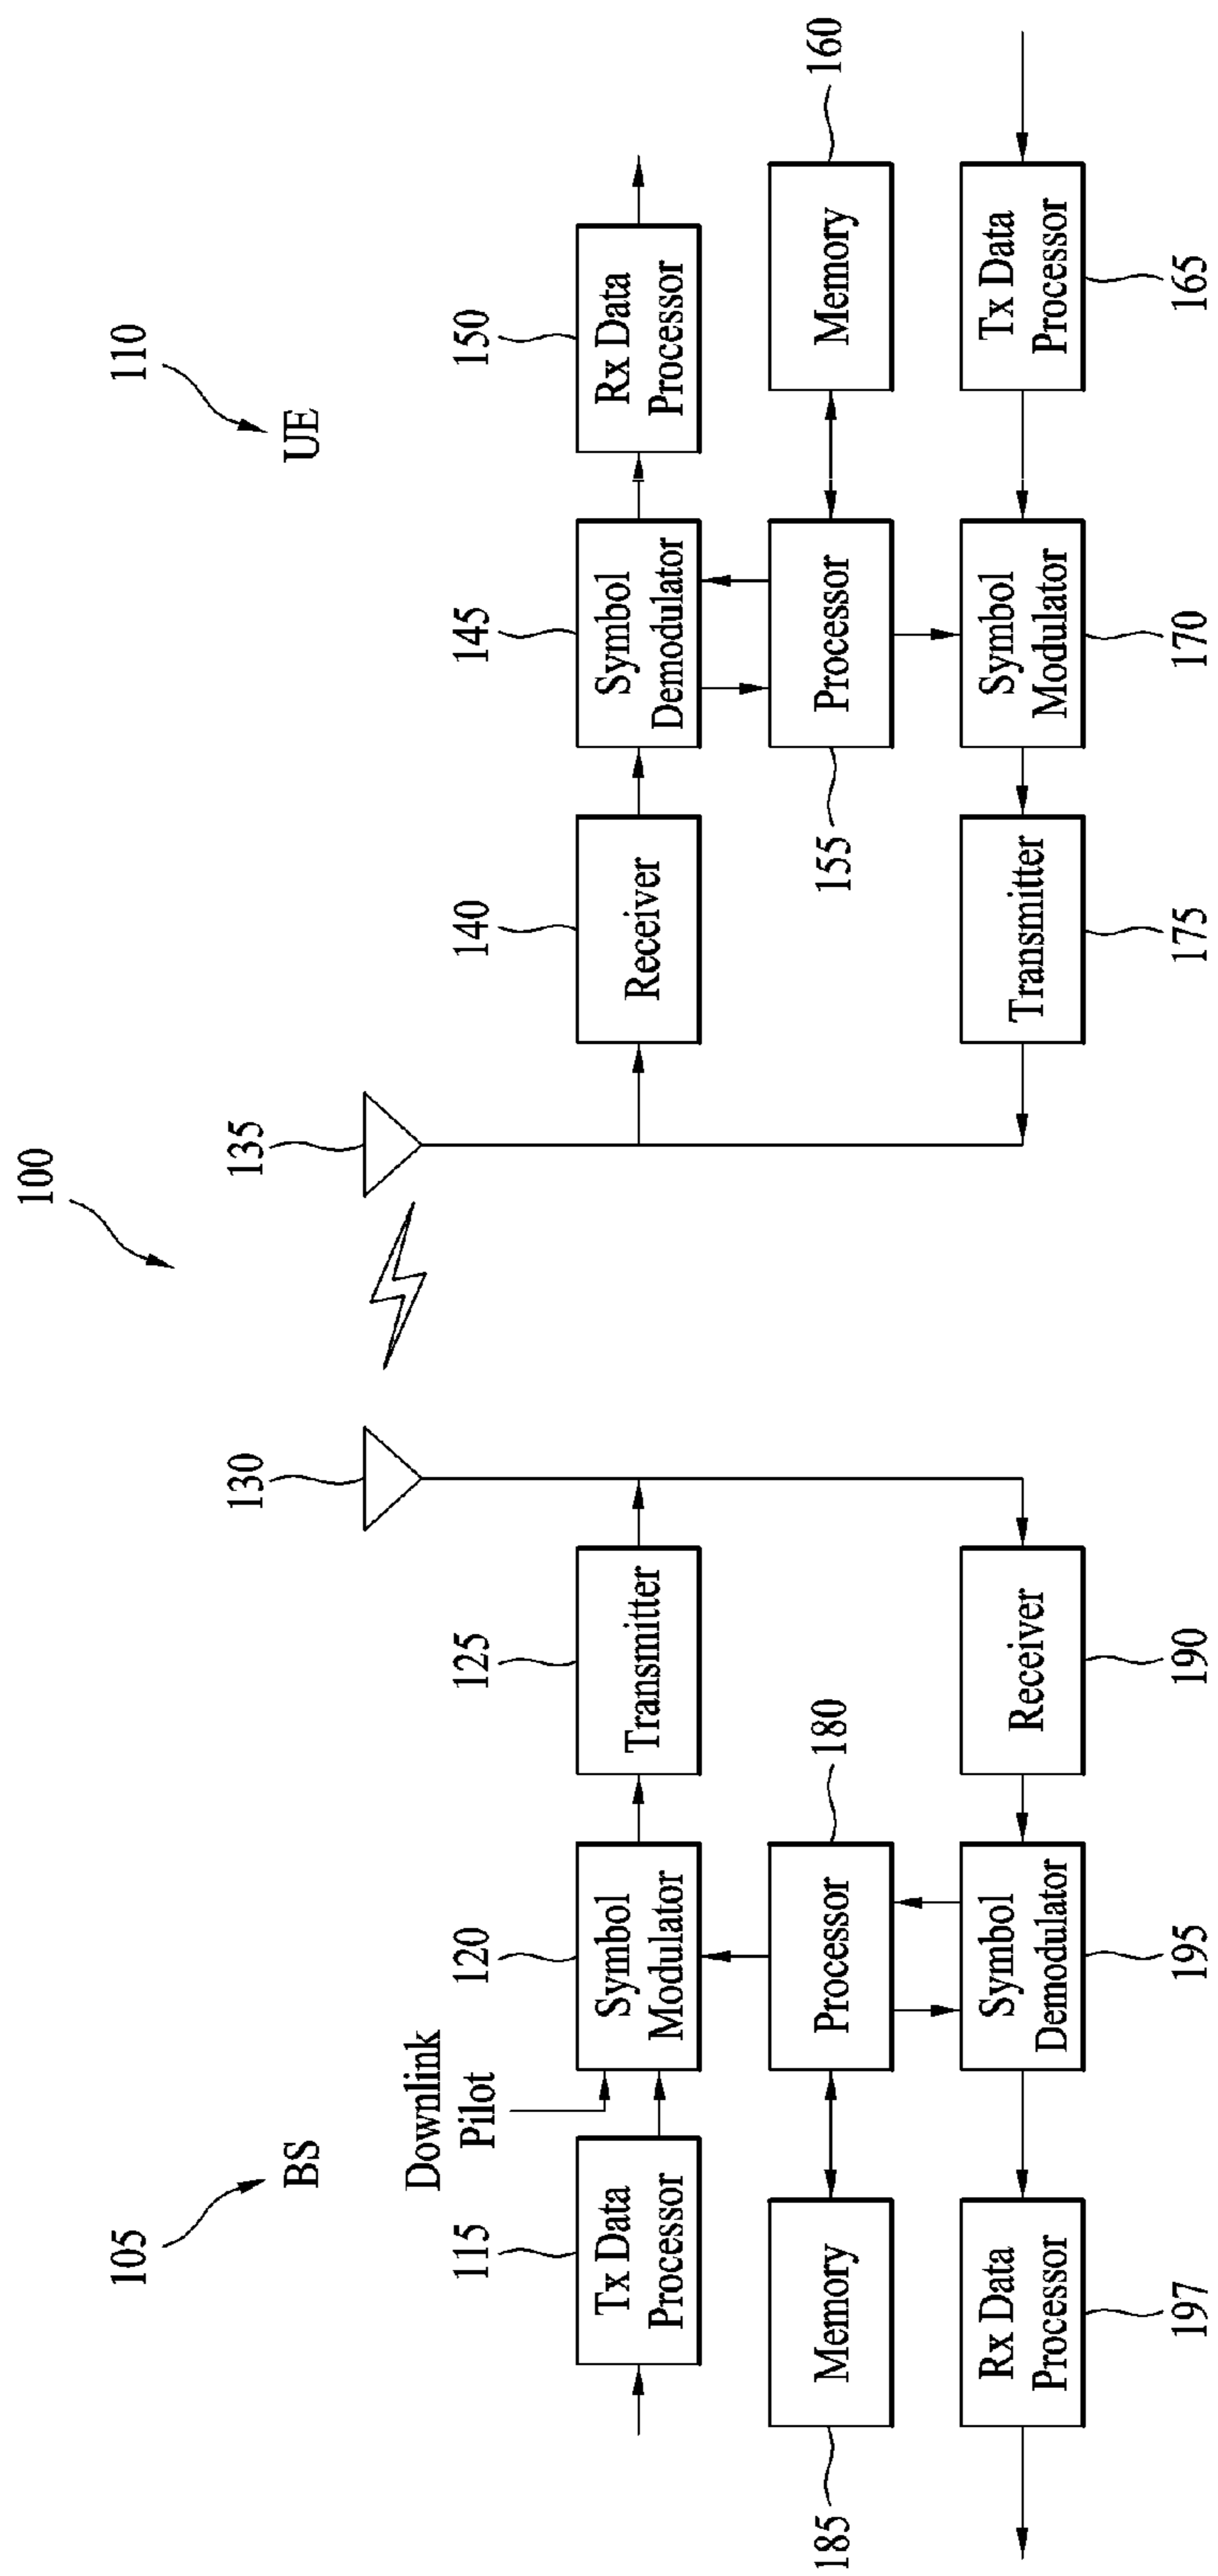 100
105
BS
110
UE
130
135
Downlink
Pilot
115
Tx Data
Processor
120
Symbol
Modulator
125
Transmitter
140
Receiver
145
Symbol
Demodulator
150
Rx Data
Processor
185
Memory
180
Processor
155
Processor
160
Memory
197
Rx Data
Processor
195
Symbol
Demodulator
190
Receiver
175
Transmitter
170
Symbol
Modulator
165
Tx Data
Processor